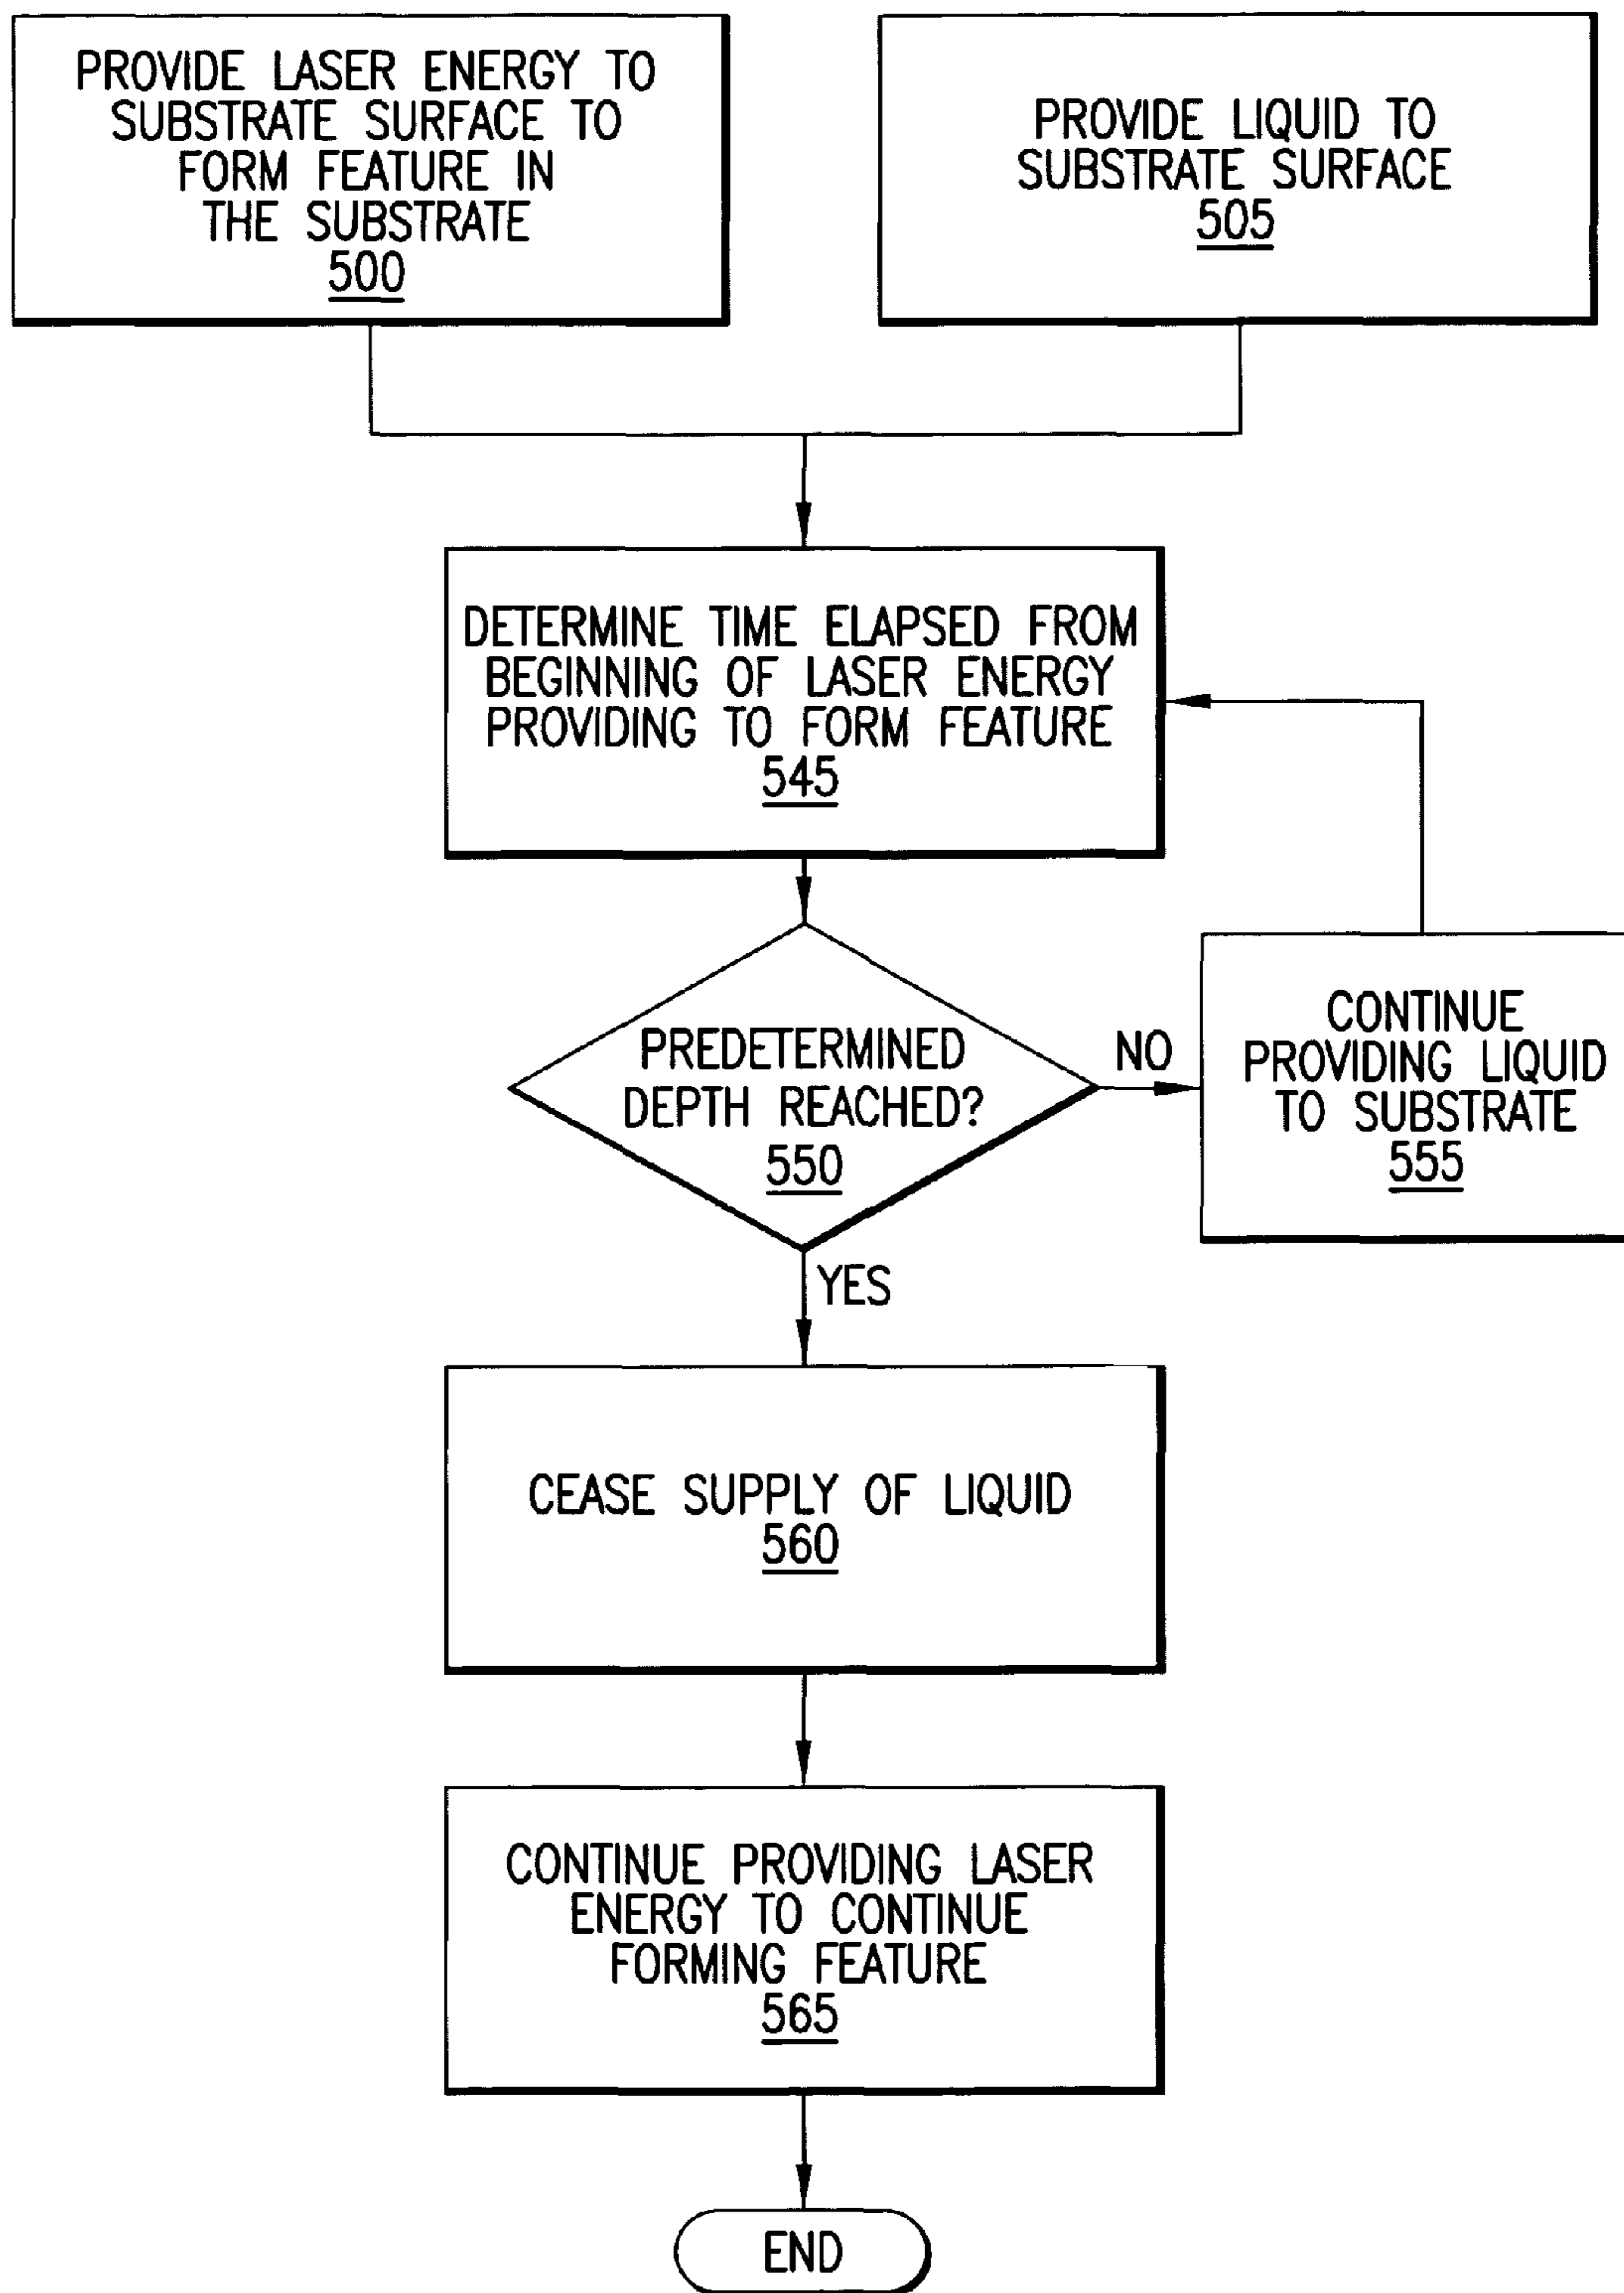 PROVIDE LASER ENERGY TO
SUBSTRATE SURFACE TO
FORM FEATURE IN
THE SUBSTRATE
500
PROVIDE LIQUID TO
SUBSTRATE SURFACE
505
DETERMINE TIME ELAPSED FROM
BEGINNING OF LASER ENERGY
PROVIDING TO FORM FEATURE
545
PREDETERMINED
DEPTH REACHED?
550
NO
CONTINUE
PROVIDING LIQUID
TO SUBSTRATE
555
YES
CEASE SUPPLY OF LIQUID
560
CONTINUE PROVIDING LASER
ENERGY TO CONTINUE
FORMING FEATURE
565
END